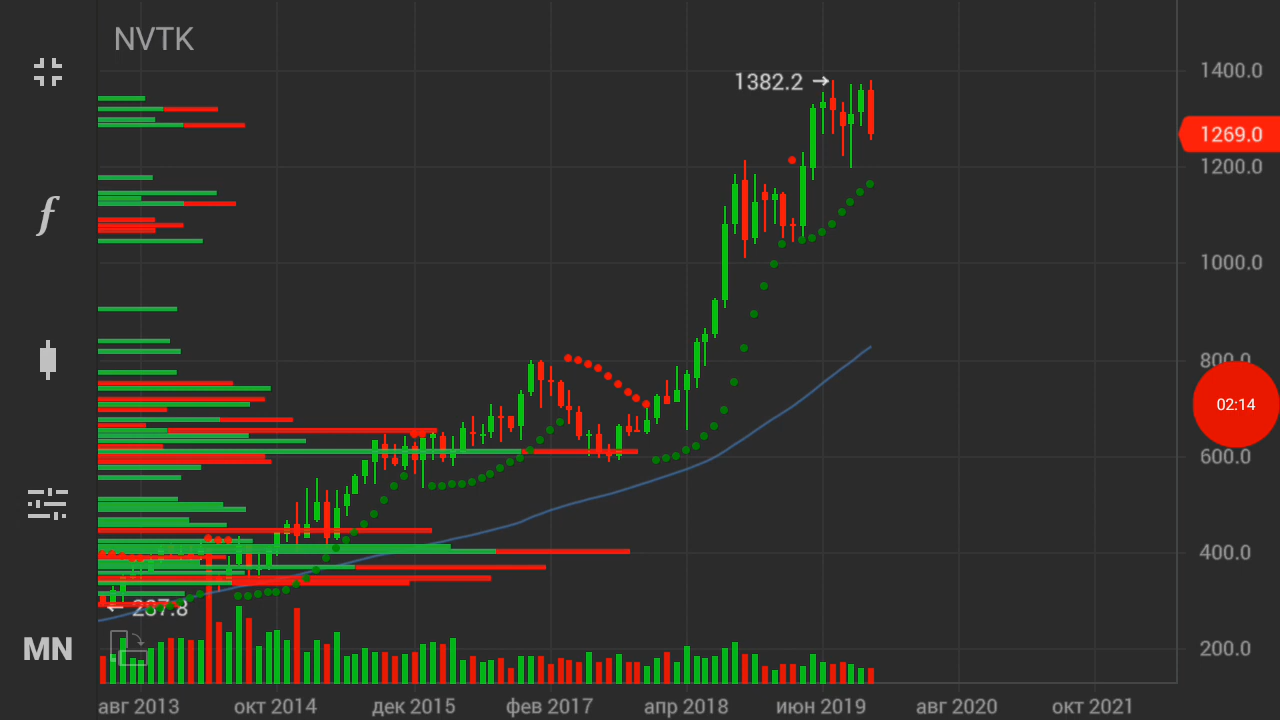 NVTK
1382.2 →
1400.0
1269.0
1200.0
1000.0
800.0
02:14
600.0
400.0
200.0
f
← 287.8
MN
авг 2013
окт 2014
дек 2015
фев 2017
апр 2018
июн 2019
авг 2020
окт 2021